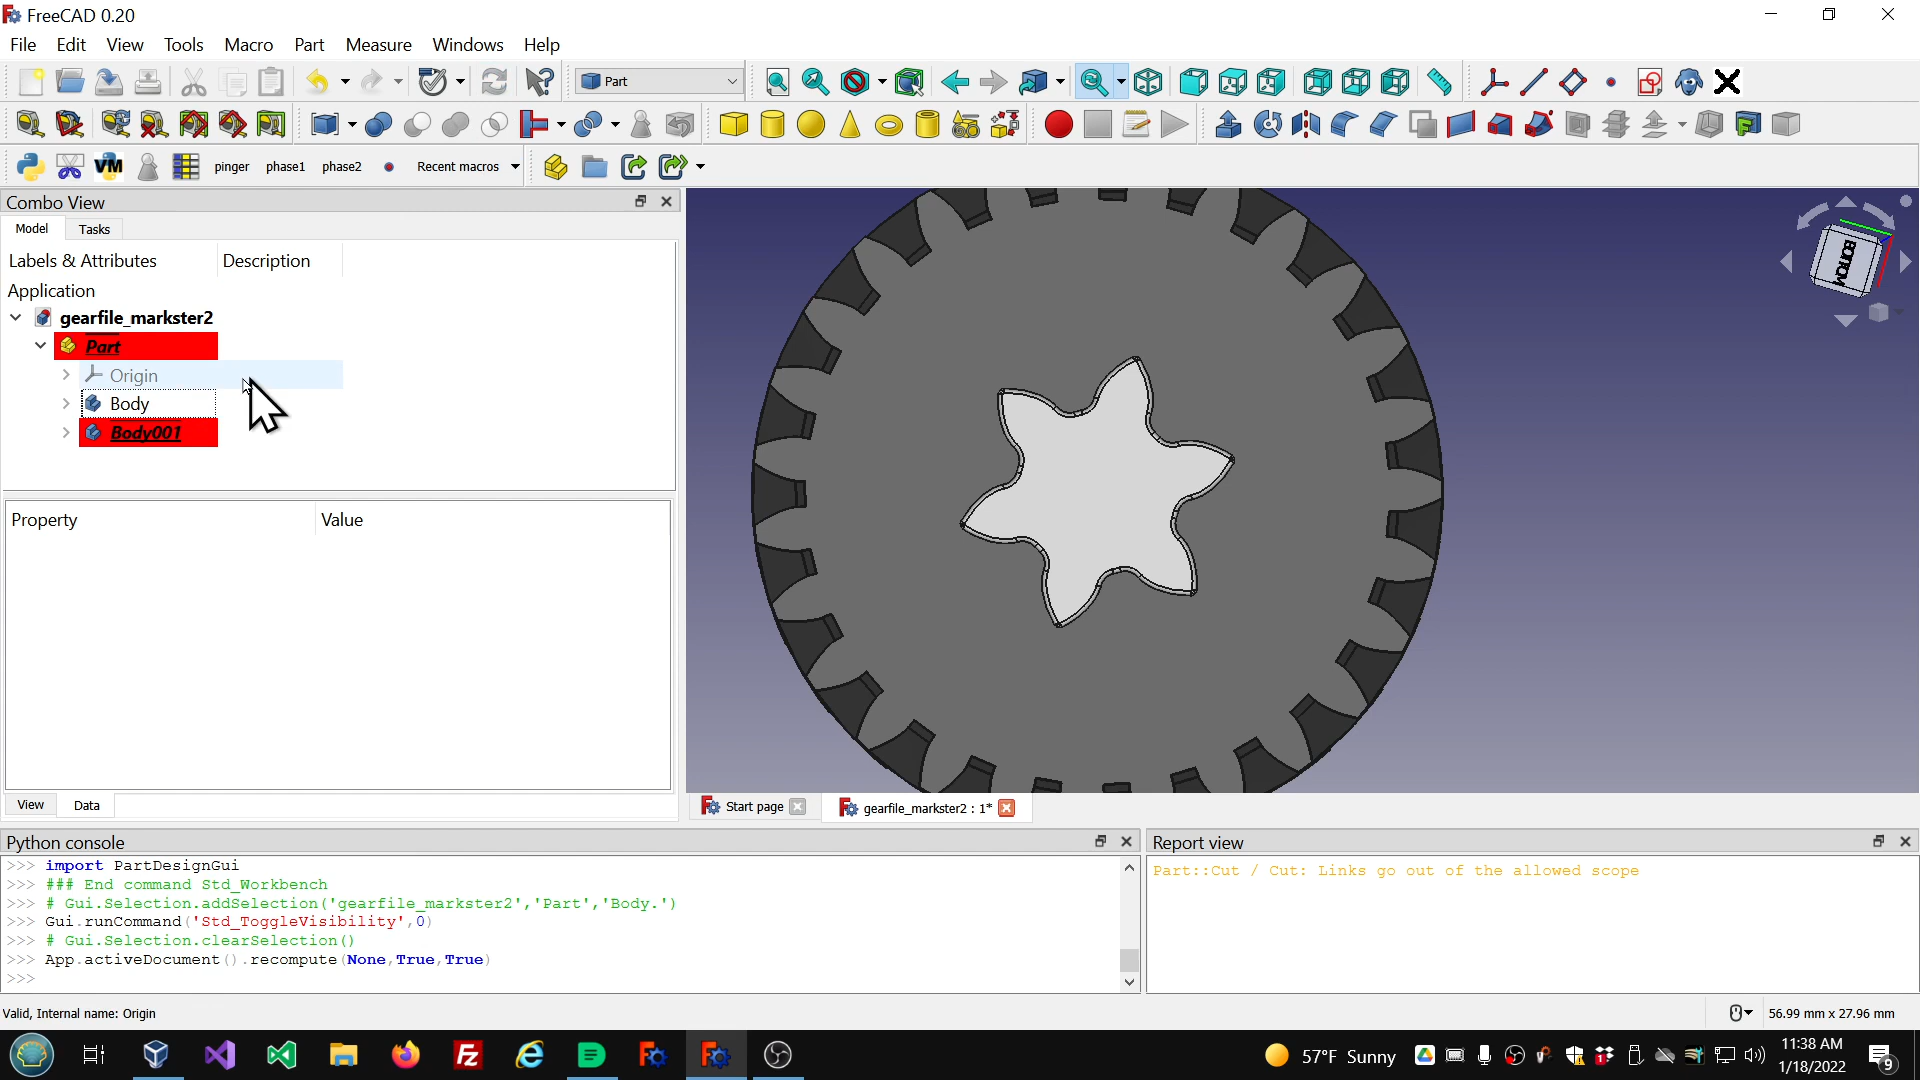 FreeCAD 0.20
File Edit View Tools Macro Part Measure Windows Help
Part
VM pinger phase1 phase2 Recent macros
Combo View
Model Tasks
Labels & Attributes Description
Application
gearfile_markster2
Part
Origin
Body
Body001
Property Value
View Data
BOTTOM
Start page gearfile_markster2 : 1*
Python console
>>> import PartDesignGui
>>> ### End command Std_Workbench
>>> # Gui.Selection.addSelection('gearfile_markster2','Part','Body.')
>>> Gui.runCommand('Std_ToggleVisibility',0)
>>> # Gui.Selection.clearSelection()
>>> App.activeDocument().recompute(None,True,True)
>>>
Report view
Part::Cut / Cut: Links go out of the allowed scope
Valid, Internal name: Origin
56.99 mm x 27.96 mm
Fz
57°F Sunny
11:38 AM
1/18/2022
9